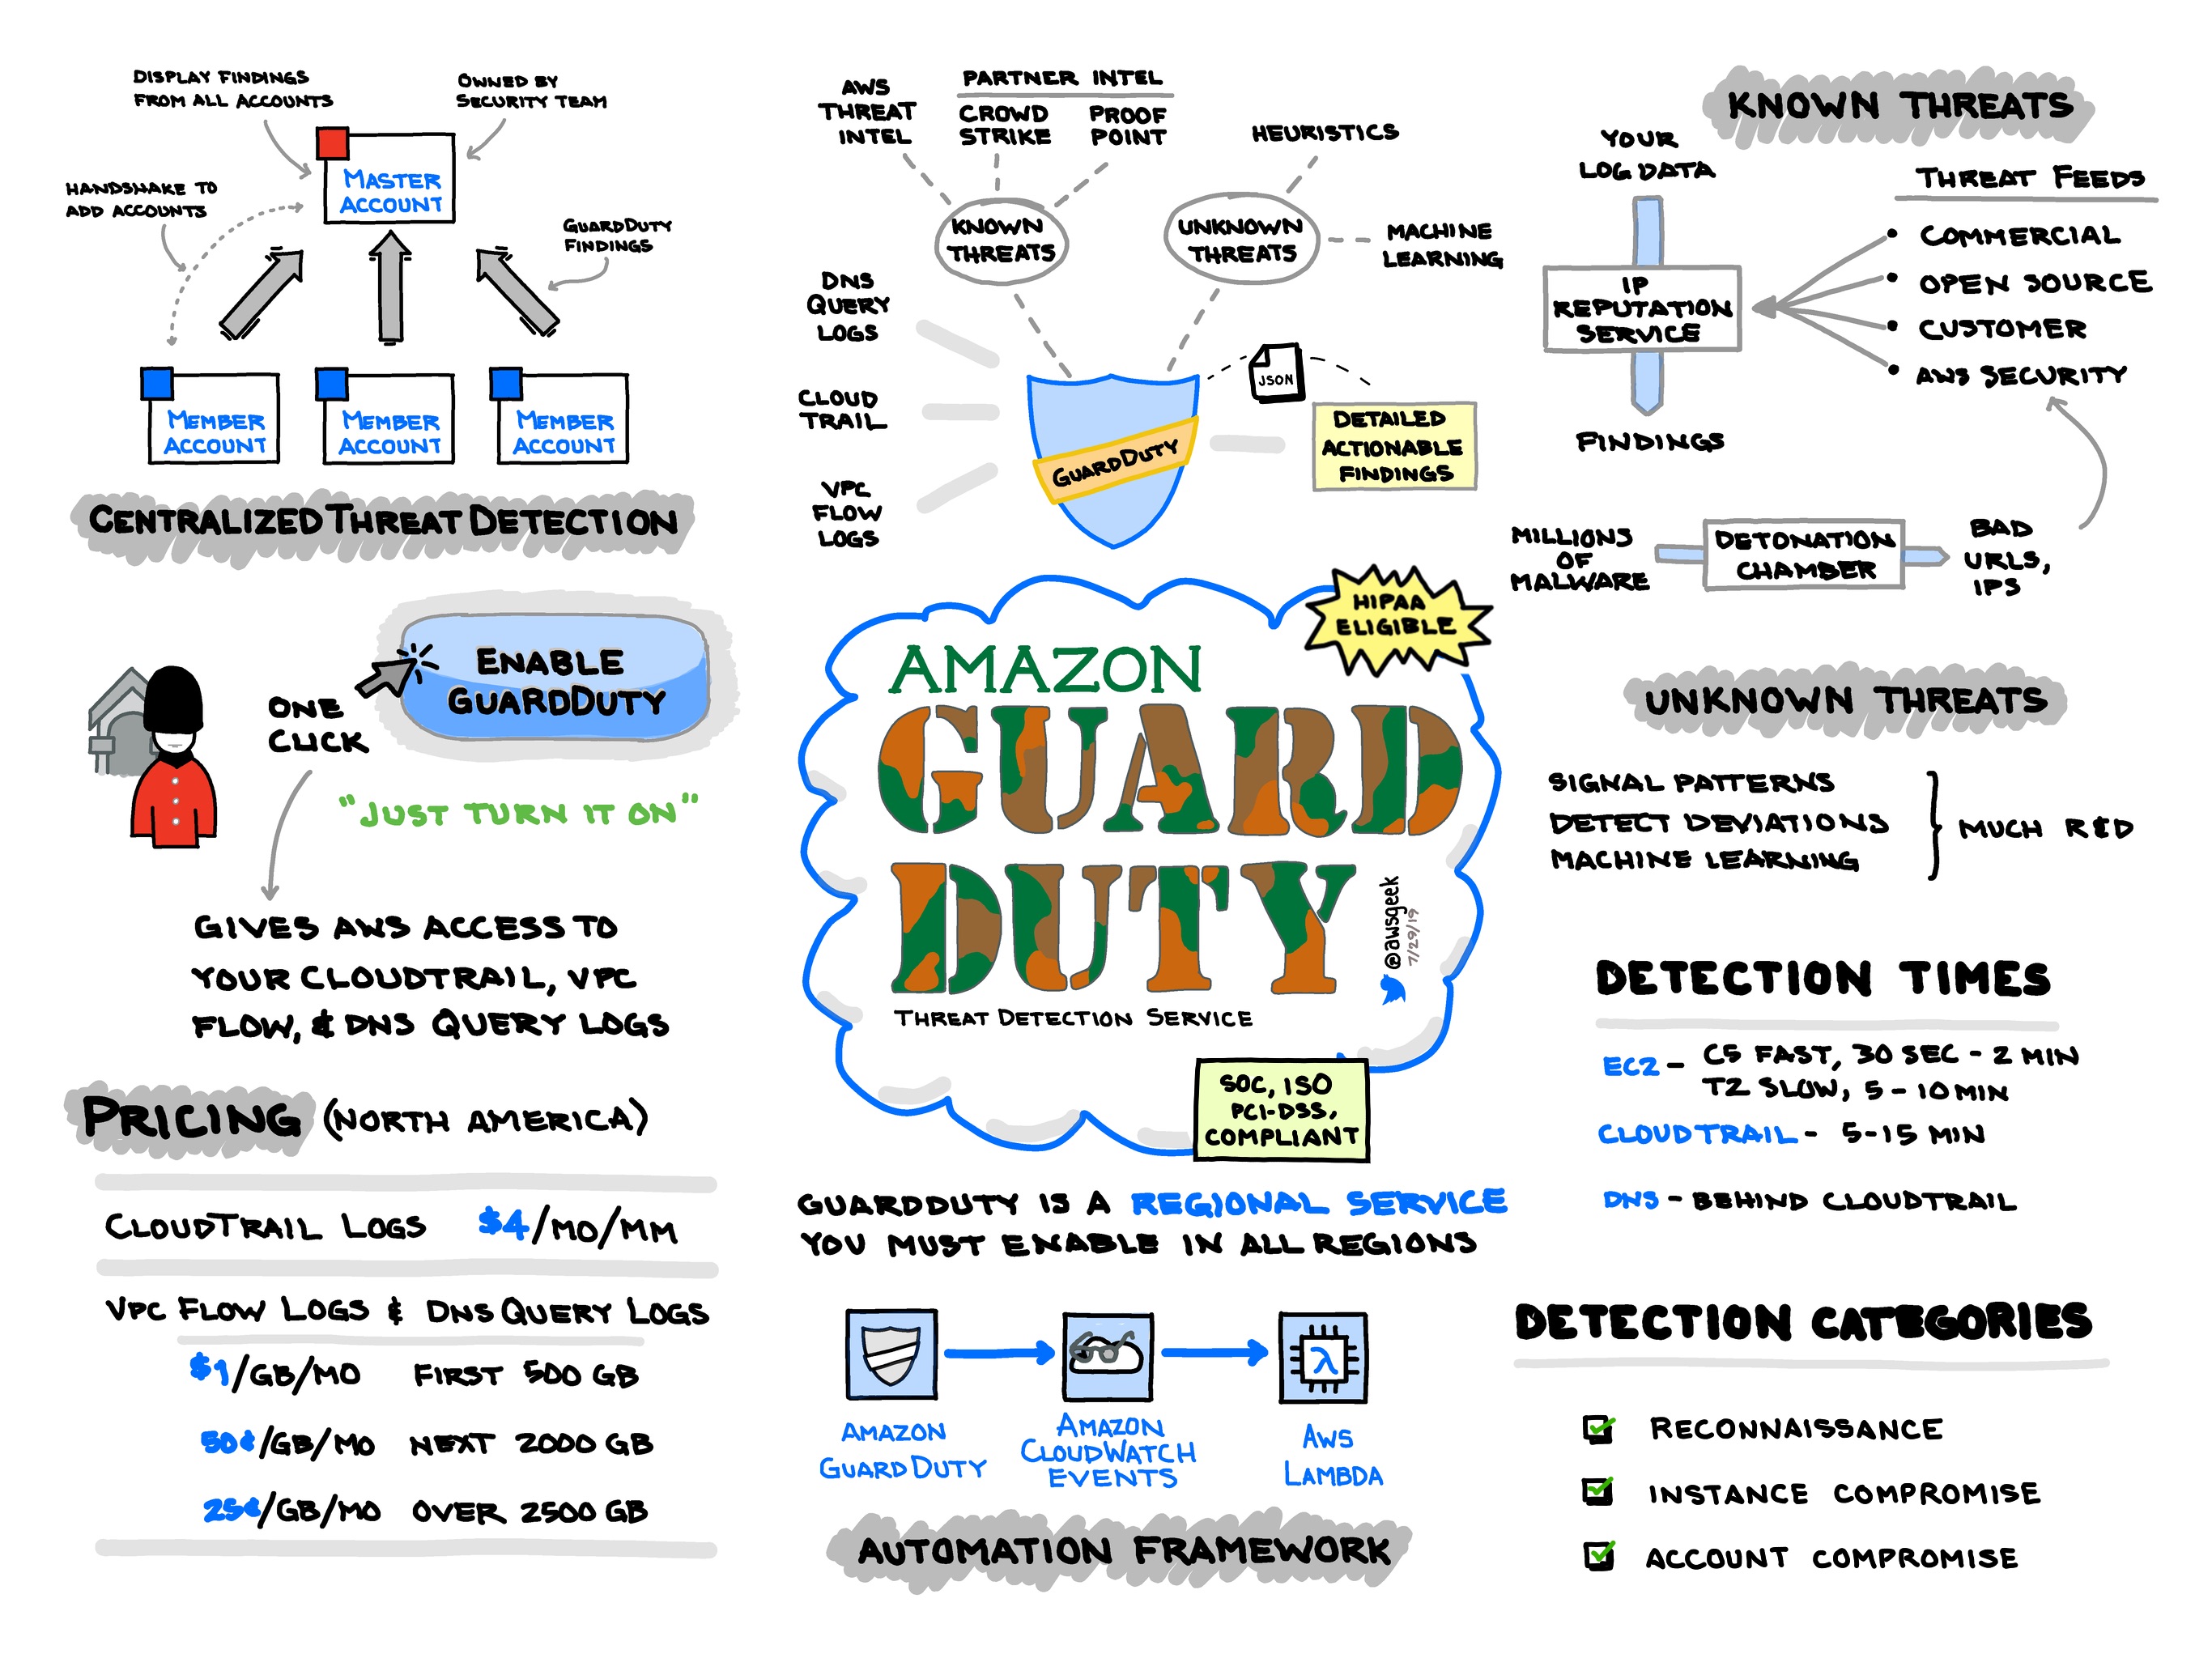 DISPLAY FINDINGS
FROM ALL ACCOUNTS
OWNED BY
SECURITY TEAM
HANDSHAKE TO
ADD ACCOUNTS
MASTER
ACCOUNT
GUARDDUTY
FINDINGS
MEMBER
ACCOUNT
MEMBER
ACCOUNT
MEMBER
ACCOUNT
CENTRALIZED THREAT DETECTION
ONE
CLICK
ENABLE
GUARDDUTY
"JUST TURN IT ON"
GIVES AWS ACCESS TO
YOUR CLOUDTRAIL, VPC
FLOW, & DNS QUERY LOGS
PRICING (NORTH AMERICA)
CLOUDTRAIL LOGS $4/MO/MM
VPC FLOW LOGS & DNS QUERY LOGS
$1/GB/MO FIRST 500 GB
50¢/GB/MO NEXT 2000 GB
25¢/GB/MO OVER 2500 GB
AWS
THREAT
INTEL
PARTNER INTEL
CROWD
STRIKE
PROOF
POINT
HEURISTICS
KNOWN
THREATS
UNKNOWN
THREATS
MACHINE
LEARNING
DNS
QUERY
LOGS
CLOUD
TRAIL
VPC
FLOW
LOGS
GUARDDUTY
JSON
DETAILED
ACTIONABLE
FINDINGS
HIPAA
ELIGIBLE
AMAZON
GUARD
DUTY
THREAT DETECTION SERVICE
@awsgeek
7/29/19
SOC, ISO
PCI-DSS,
COMPLIANT
GUARDDUTY IS A REGIONAL SERVICE
YOU MUST ENABLE IN ALL REGIONS
AMAZON
GUARDDUTY
AMAZON
CLOUDWATCH
EVENTS
λ
AWS
LAMBDA
AUTOMATION FRAMEWORK
KNOWN THREATS
YOUR
LOG DATA
IP
REPUTATION
SERVICE
FINDINGS
THREAT FEEDS
• COMMERCIAL
• OPEN SOURCE
• CUSTOMER
• AWS SECURITY
MILLIONS
OF
MALWARE
DETONATION
CHAMBER
BAD
URLS,
IPS
UNKNOWN THREATS
SIGNAL PATTERNS
DETECT DEVIATIONS
MACHINE LEARNING
} MUCH R&D
DETECTION TIMES
EC2 - C5 FAST, 30 SEC - 2 MIN
T2 SLOW, 5 - 10 MIN
CLOUDTRAIL - 5-15 MIN
DNS - BEHIND CLOUDTRAIL
DETECTION CATEGORIES
RECONNAISSANCE
INSTANCE COMPROMISE
ACCOUNT COMPROMISE